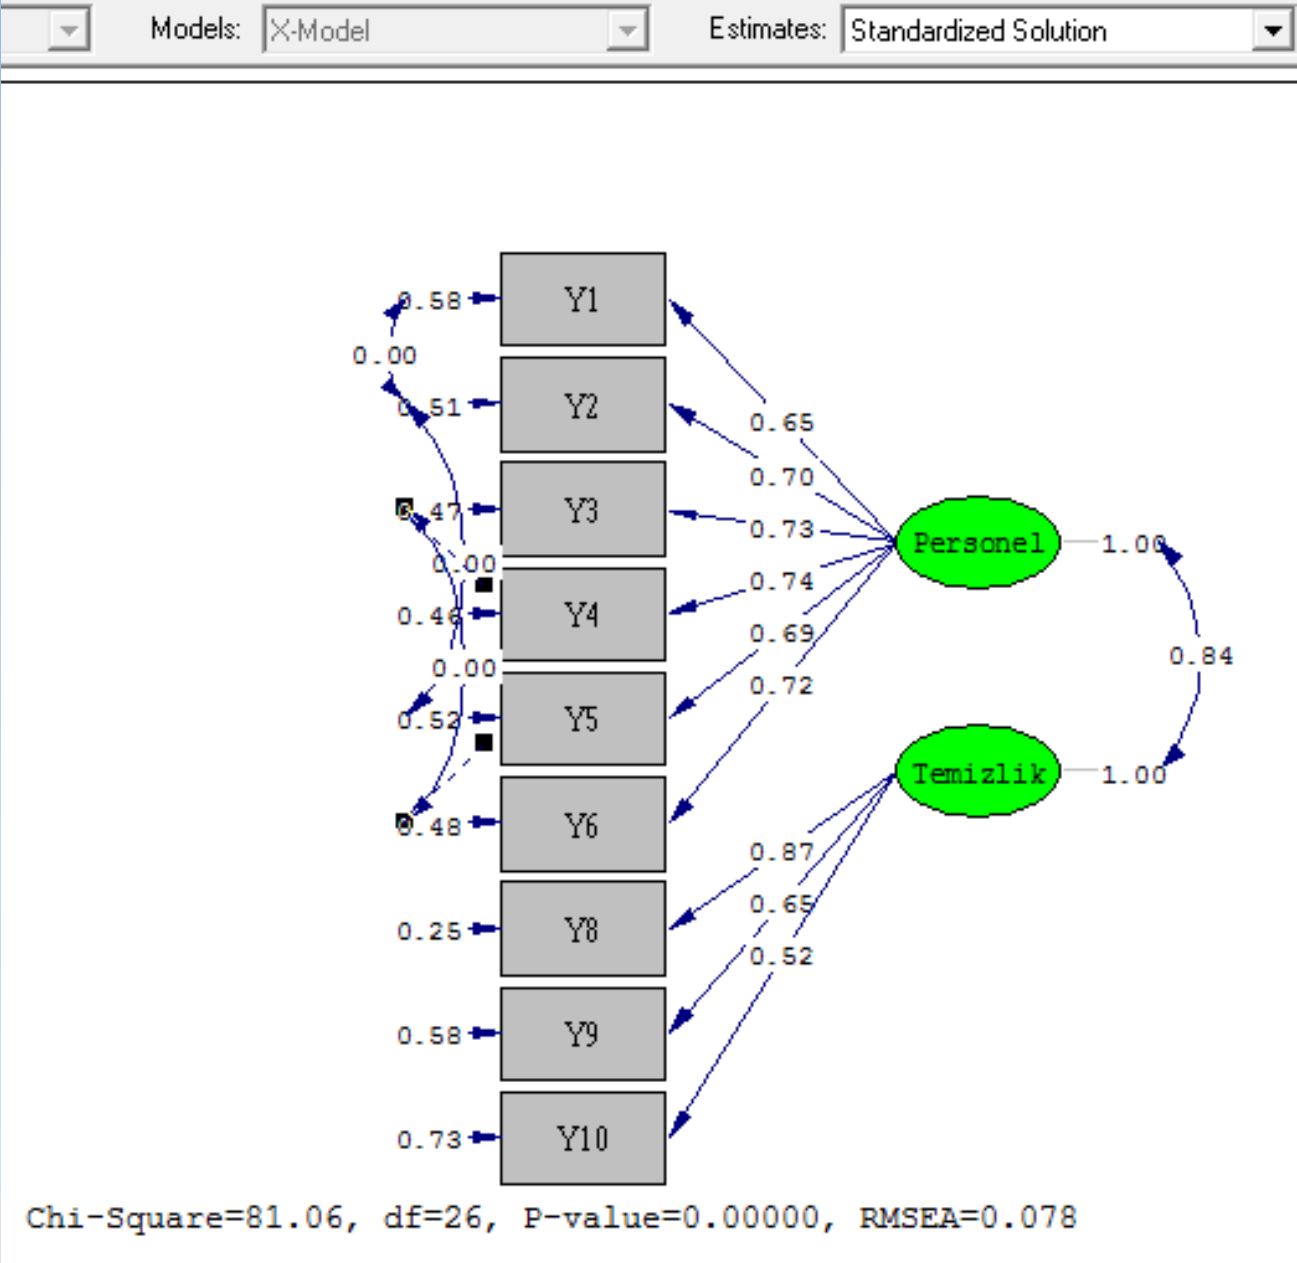 Models: X-Model Estimates: Standardized Solution
0.58 Y1
0.00
0.51 Y2
0.65
0.70
0.47 Y3
0.73
Personel 1.00
0.00
0.74
0.46 Y4
0.69
0.84
0.00
0.72
0.52 Y5
Temizlik 1.00
0.48 Y6
0.87
0.65
0.25 Y8
0.52
0.58 Y9
0.73 Y10
Chi-Square=81.06, df=26, P-value=0.00000, RMSEA=0.078